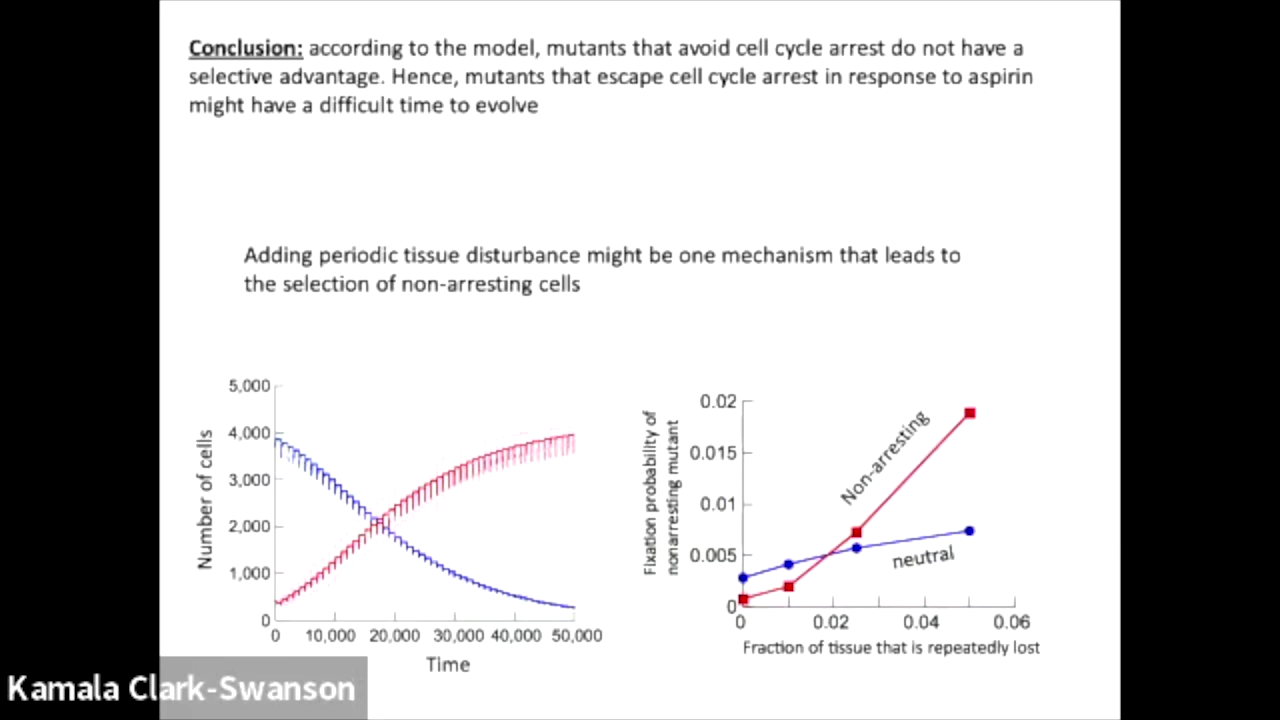 Conclusion: according to the model, mutants that avoid cell cycle arrest do not have a
selective advantage. Hence, mutants that escape cell cycle arrest in response to aspirin
might have a difficult time to evolve
Adding periodic tissue disturbance might be one mechanism that leads to
the selection of non-arresting cells
5,000
4,000
3,000
2,000
1,000
0
Number of cells
0 10,000 20,000 30,000 40,000 50,000
Time
0.02
0.015
0.01
0.005
0
Fixation probability of
nonarresting mutant
Non-arresting
neutral
0 0.02 0.04 0.06
Fraction of tissue that is repeatedly lost
Kamala Clark-Swanson